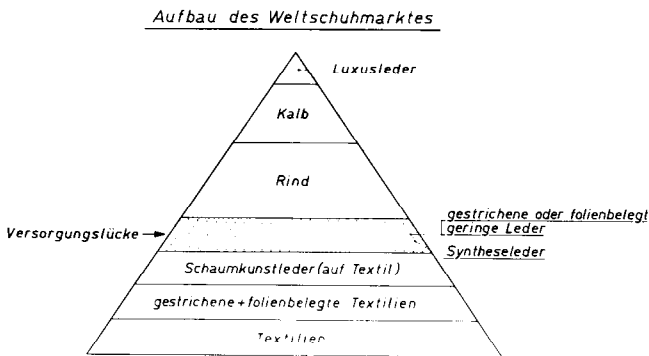 Aufbau des Weltschuhmarktes
Luxusleder
Kalb
Rind
Versorgungslücke
gestrichene oder folienbelegt
geringe Leder
Syntheseleder
Schaumkunstleder (auf Textil)
gestrichene + folienbelegte Textilien
Textilien